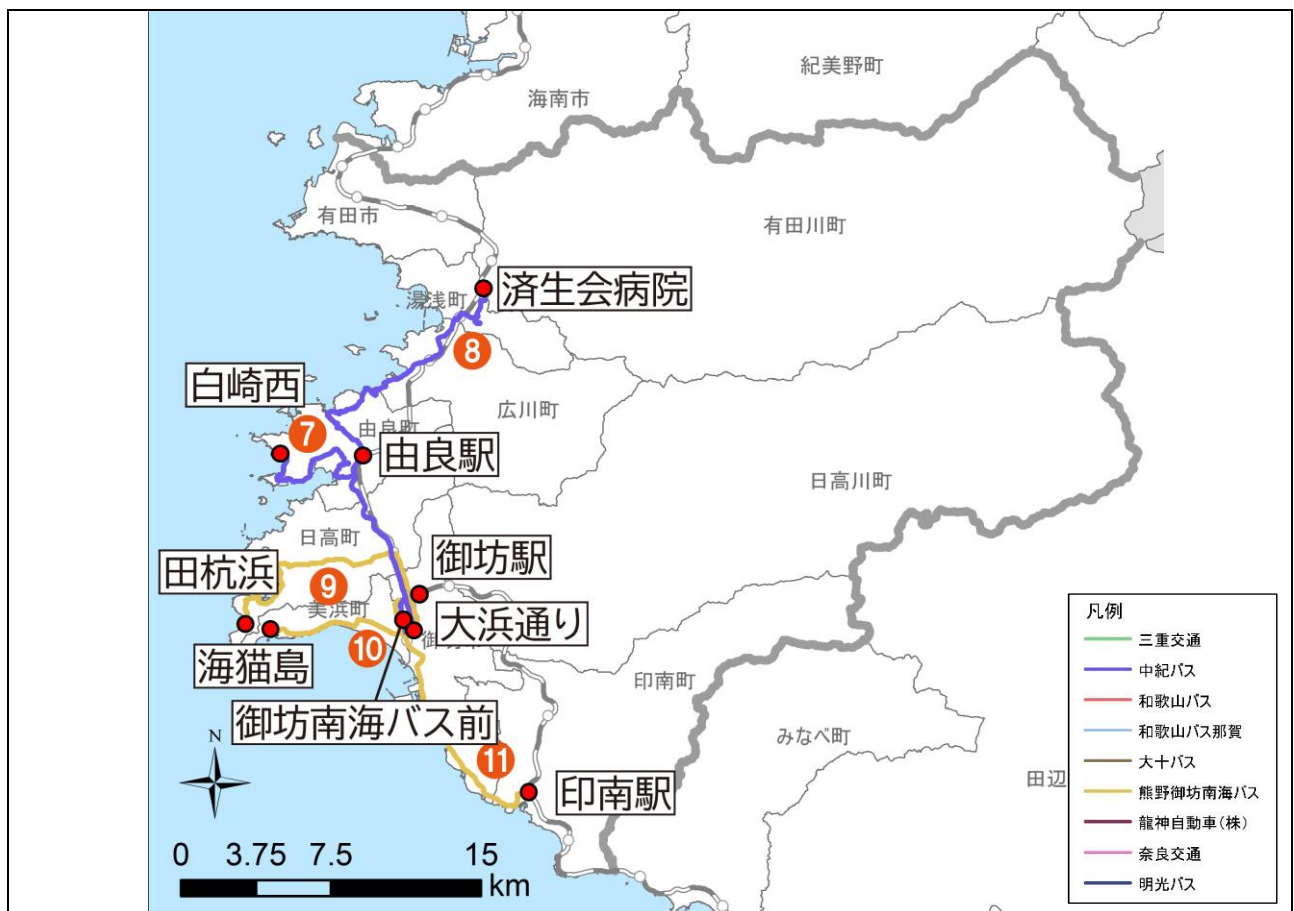 紀美野町
海南市
有田市
有田川町
済生会病院
湯浅町
8
白崎西
広川町
7
由良町
由良駅
日高川町
日高町
御坊駅
田杭浜
9
美浜町
大浜通り
10
海猫島
印南町
御坊南海バス前
みなべ町
11
田辺
印南駅
N
0 3.75 7.5 15
km
凡例
三重交通
中紀バス
和歌山バス
和歌山バス那賀
大十バス
熊野御坊南海バス
龍神自動車(株)
奈良交通
明光バス